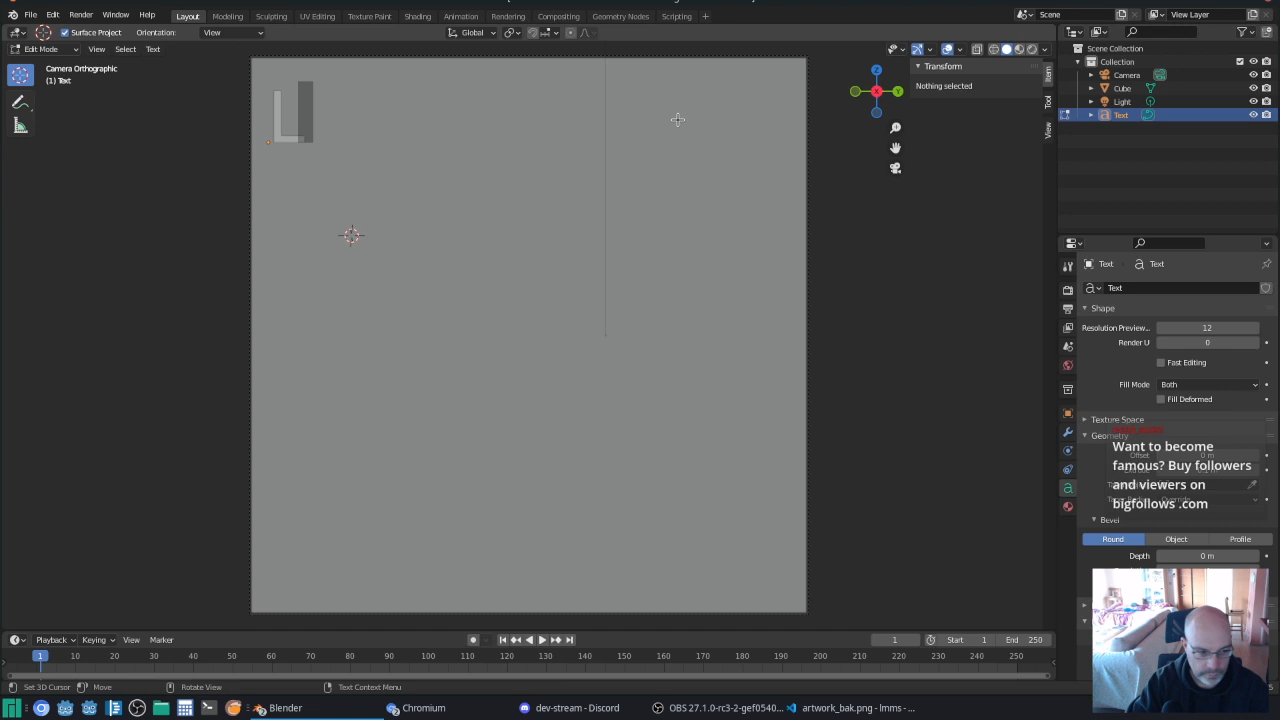 File Edit Render Window Help
Layout Modeling Sculpting UV Editing Texture Paint Shading Animation Rendering Compositing Geometry Nodes Scripting +
Scene
View Layer
Surface Project Orientation: View
Global
Edit Mode View Select Text
Camera Orthographic
(1) Text
L
Z
X
Y
Transform
Nothing selected
Item
Tool
View
Scene Collection
Collection
Camera
Cube
Light
Text
Text
Text
Text
Shape
Resolution Preview... 12
Render U 0
Fast Editing
Fill Mode Both
Fill Deformed
Texture Space
Geometry
Want to become
famous? Buy followers
and viewers on
bigfollows .com
Bevel
Round Object Profile
Depth 0 m
Playback Keying View Marker
1 Start 1 End 250
1 10 20 30 40 50 60 70 80 90 100 110 120 130 140 150 160 170 180 190 200 210 220 230 240 250
Set 3D Cursor Move Rotate View Text Context Menu
Blender
Chromium
dev-stream - Discord
OBS 27.1.0-rc3-2-gef0540...
artwork_bak.png - lmms - ...